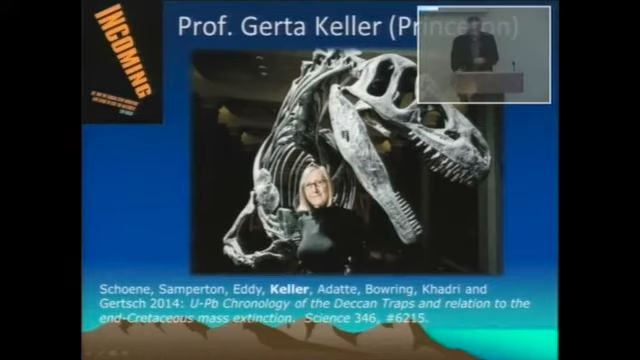 INCOMING
Prof. Gerta Keller (Princeton)
Schoene, Samperton, Eddy, Keller, Adatte, Bowring, Khadri and
Gertsch 2014: U-Pb Chronology of the Deccan Traps and relation to the
end-Cretaceous mass extinction. Science 346, #6215.